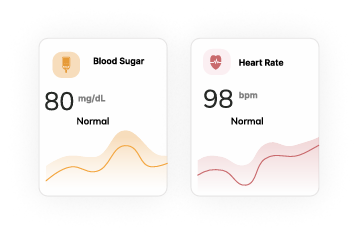 Blood Sugar
80 mg/dL
Normal
Heart Rate
98 bpm
Normal